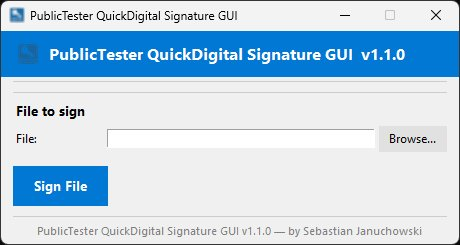 PublicTester QuickDigital Signature GUI
PublicTester QuickDigital Signature GUI v1.1.0
File to sign
File:
Browse...
Sign File
PublicTester QuickDigital Signature GUI v1.1.0 — by Sebastian Januchowski